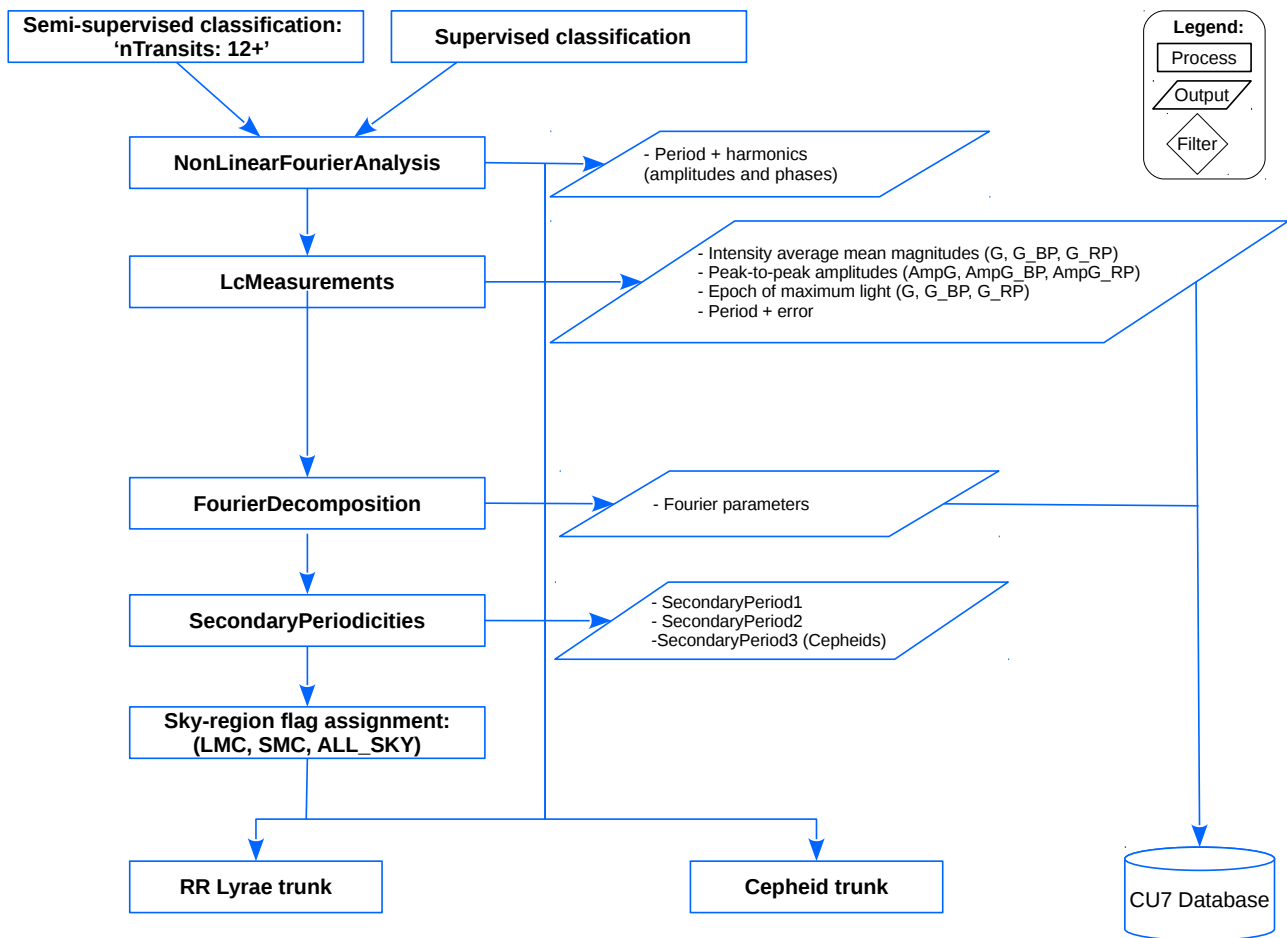 Semi-supervised classification:
‘nTransits: 12+’
Supervised classification
Legend:
Process
Output
Filter
NonLinearFourierAnalysis
- Period + harmonics
(amplitudes and phases)
LcMeasurements
- Intensity average mean magnitudes (G, G_BP, G_RP)
- Peak-to-peak amplitudes (AmpG, AmpG_BP, AmpG_RP)
- Epoch of maximum light (G, G_BP, G_RP)
- Period + error
FourierDecomposition
- Fourier parameters
SecondaryPeriodicities
- SecondaryPeriod1
- SecondaryPeriod2
-SecondaryPeriod3 (Cepheids)
Sky-region flag assignment:
(LMC, SMC, ALL_SKY)
RR Lyrae trunk
Cepheid trunk
CU7 Database